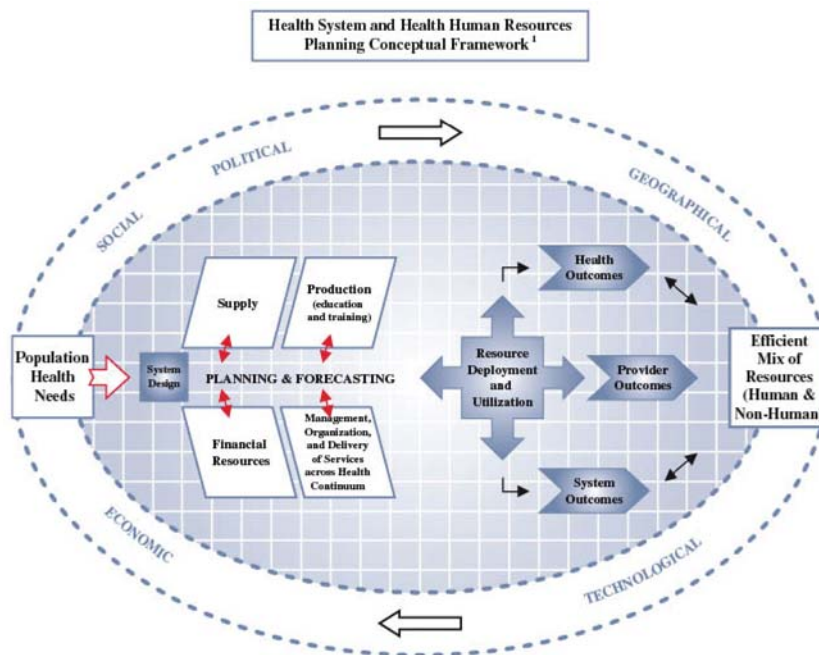 Health System and Health Human Resources
Planning Conceptual Framework 1
POLITICAL
SOCIAL
GEOGRAPHICAL
ECONOMIC
TECHNOLOGICAL
Population
Health
Needs
System
Design
Supply
Production
(education
and training)
PLANNING & FORECASTING
Financial
Resources
Management,
Organization,
and Delivery
of Services
across Health
Continuum
Resource
Deployment
and
Utilization
Health
Outcomes
Provider
Outcomes
System
Outcomes
Efficient
Mix of
Resources
(Human &
Non-Human